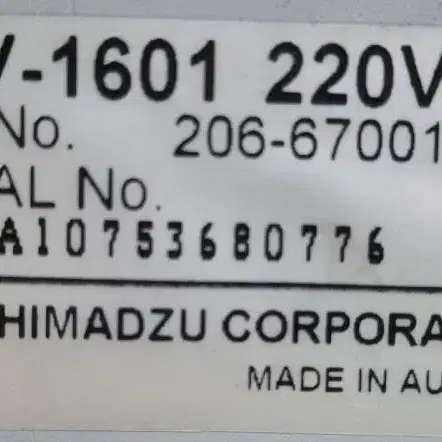 V-1601 220V
No. 206-67001
AL No.
A10753680776
HIMADZU CORPORA
MADE IN AU